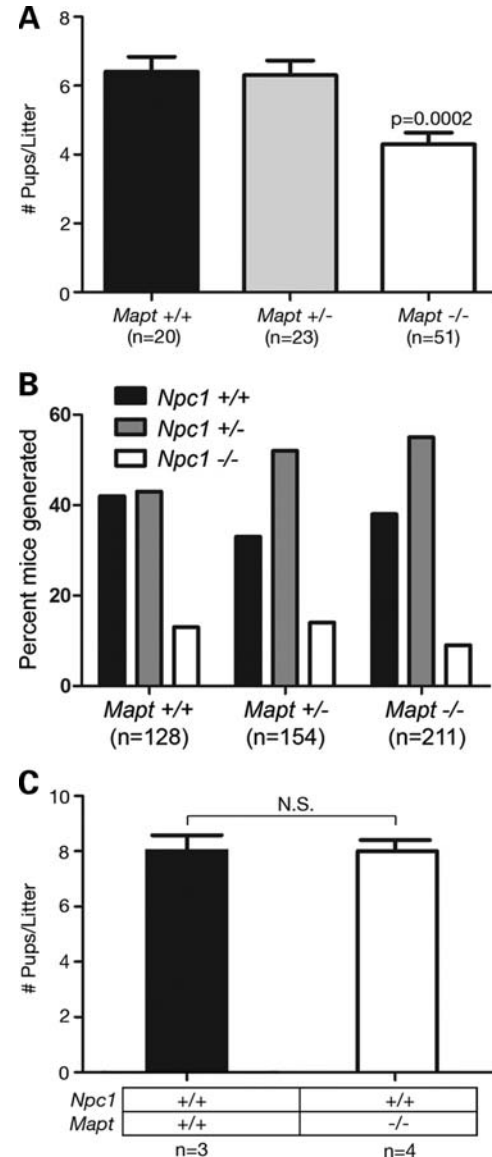 A
8
6
4
2
0
# Pups/Litter
p=0.0002
Mapt +/+
(n=20)
Mapt +/-
(n=23)
Mapt -/-
(n=51)
B
Npc1 +/+
Npc1 +/-
Npc1 -/-
60
40
20
0
Percent mice generated
Mapt +/+
(n=128)
Mapt +/-
(n=154)
Mapt -/-
(n=211)
C
10
8
6
4
2
0
# Pups/Litter
N.S.
Npc1 +/+ +/+
Mapt +/+ -/-
n=3 n=4